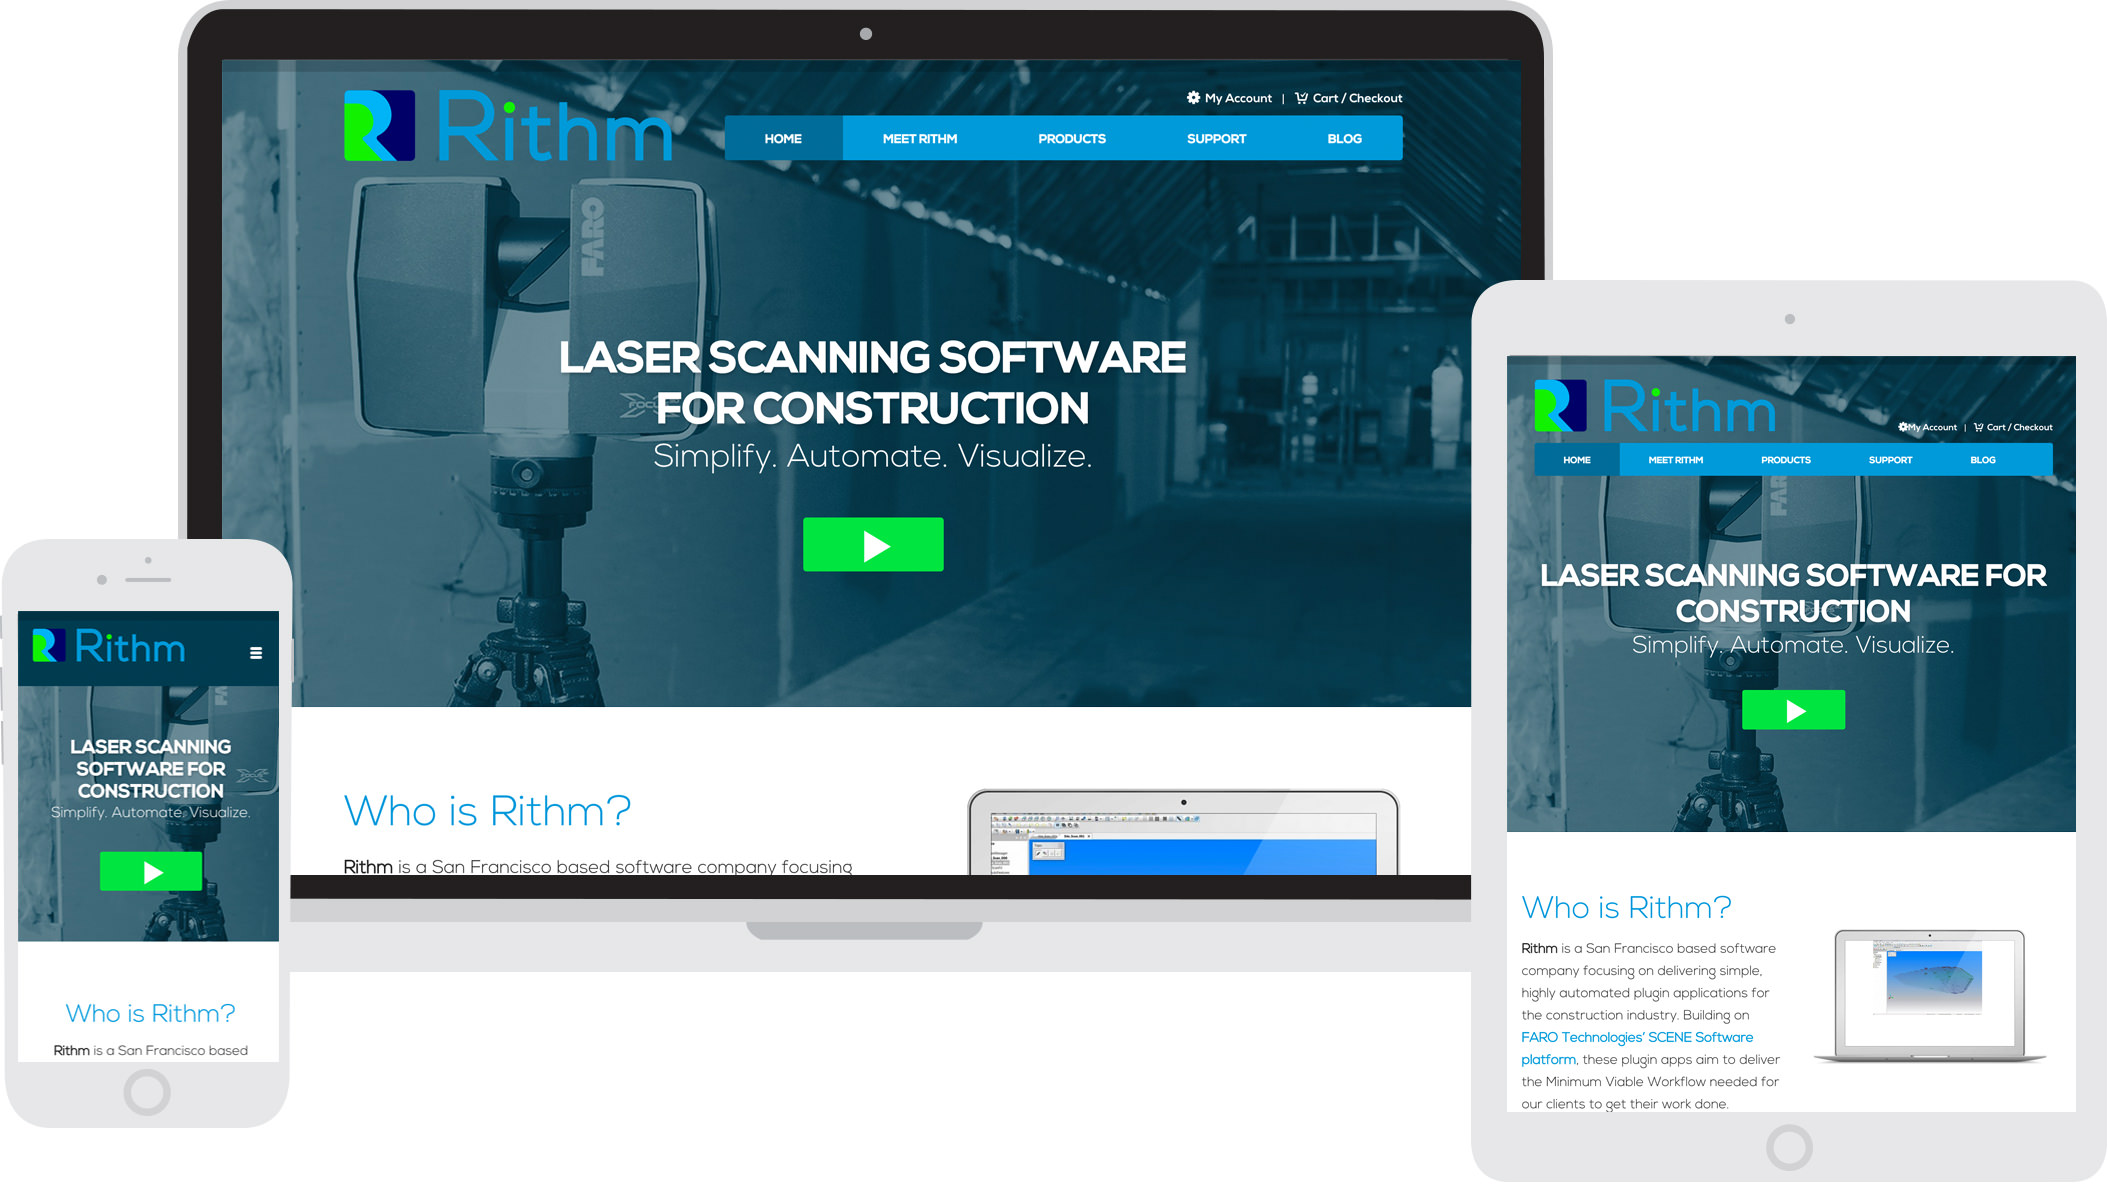 Rithm
My Account | Cart / Checkout
HOME MEET RITHM PRODUCTS SUPPORT BLOG
FARO
LASER SCANNING SOFTWARE
FOR CONSTRUCTION
FOCUS
Simplify. Automate. Visualize.
Who is Rithm?
Rithm is a San Francisco based software company focusing
Rithm
LASER SCANNING
SOFTWARE FOR
CONSTRUCTION
FOCUS
Simplify. Automate. Visualize.
Who is Rithm?
Rithm is a San Francisco based
Rithm
My Account | Cart / Checkout
HOME MEET RITHM PRODUCTS SUPPORT BLOG
FARO
LASER SCANNING SOFTWARE FOR
CONSTRUCTION
Simplify. Automate. Visualize.
Who is Rithm?
Rithm is a San Francisco based software
company focusing on delivering simple,
highly automated plugin applications for
the construction industry. Building on
FARO Technologies’ SCENE Software
platform, these plugin apps aim to deliver
the Minimum Viable Workflow needed for
our clients to get their work done.